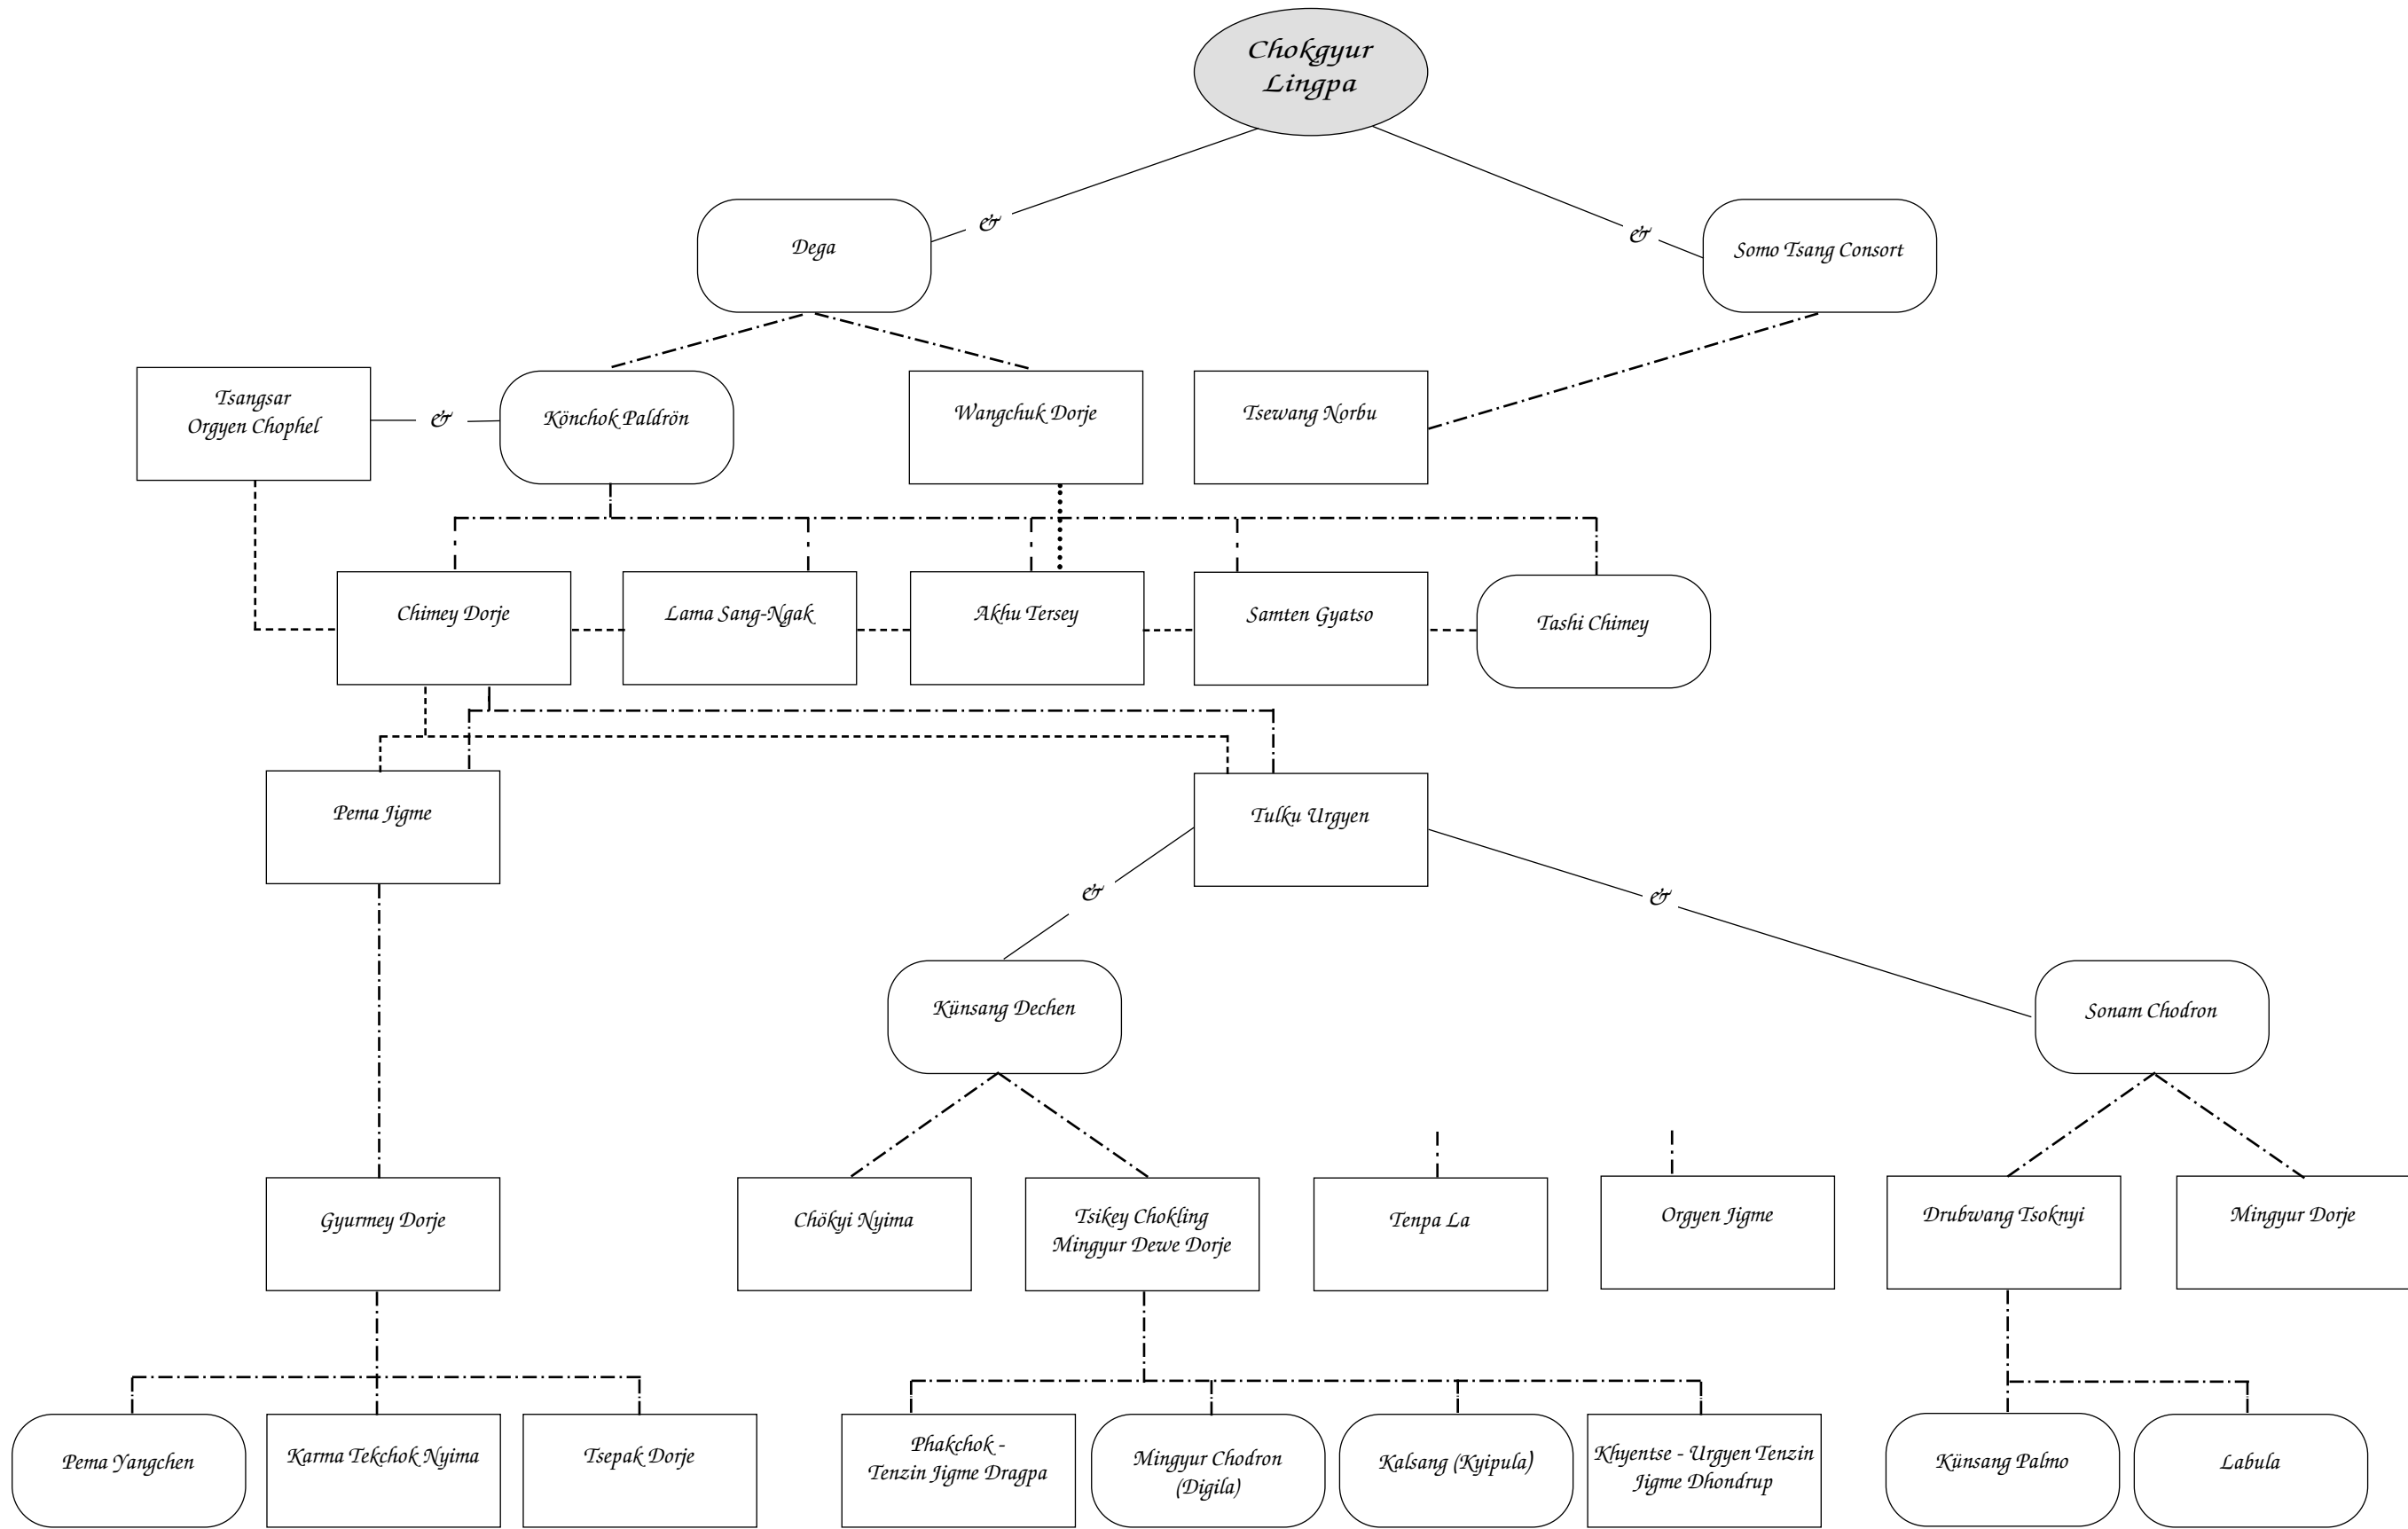 Chokgyur
Lingpa
&
&
Dega
Somo Tsang Consort
Tsangsar
Orgyen Chophel
&
Könchok Paldrön
Wangchuk Dorje
Tsewang Norbu
Chimey Dorje
Lama Sang-Ngak
Akhu Tersey
Samten Gyatso
Tashi Chimey
Pema Jigme
Tulku Urgyen
&
&
Künsang Dechen
Sonam Chodron
Gyurmey Dorje
Chökyi Nyima
Tsikey Chokling
Mingyur Dewe Dorje
Tenpa La
Orgyen Jigme
Drubwang Tsoknyi
Mingyur Dorje
Pema Yangchen
Karma Tekchok Nyima
Tsepak Dorje
Phakchok -
Tenzin Jigme Dragpa
Mingyur Chodron
(Digila)
Kalsang (Kyipula)
Khyentse - Urgyen Tenzin
Jigme Dhondrup
Künsang Palmo
Labula